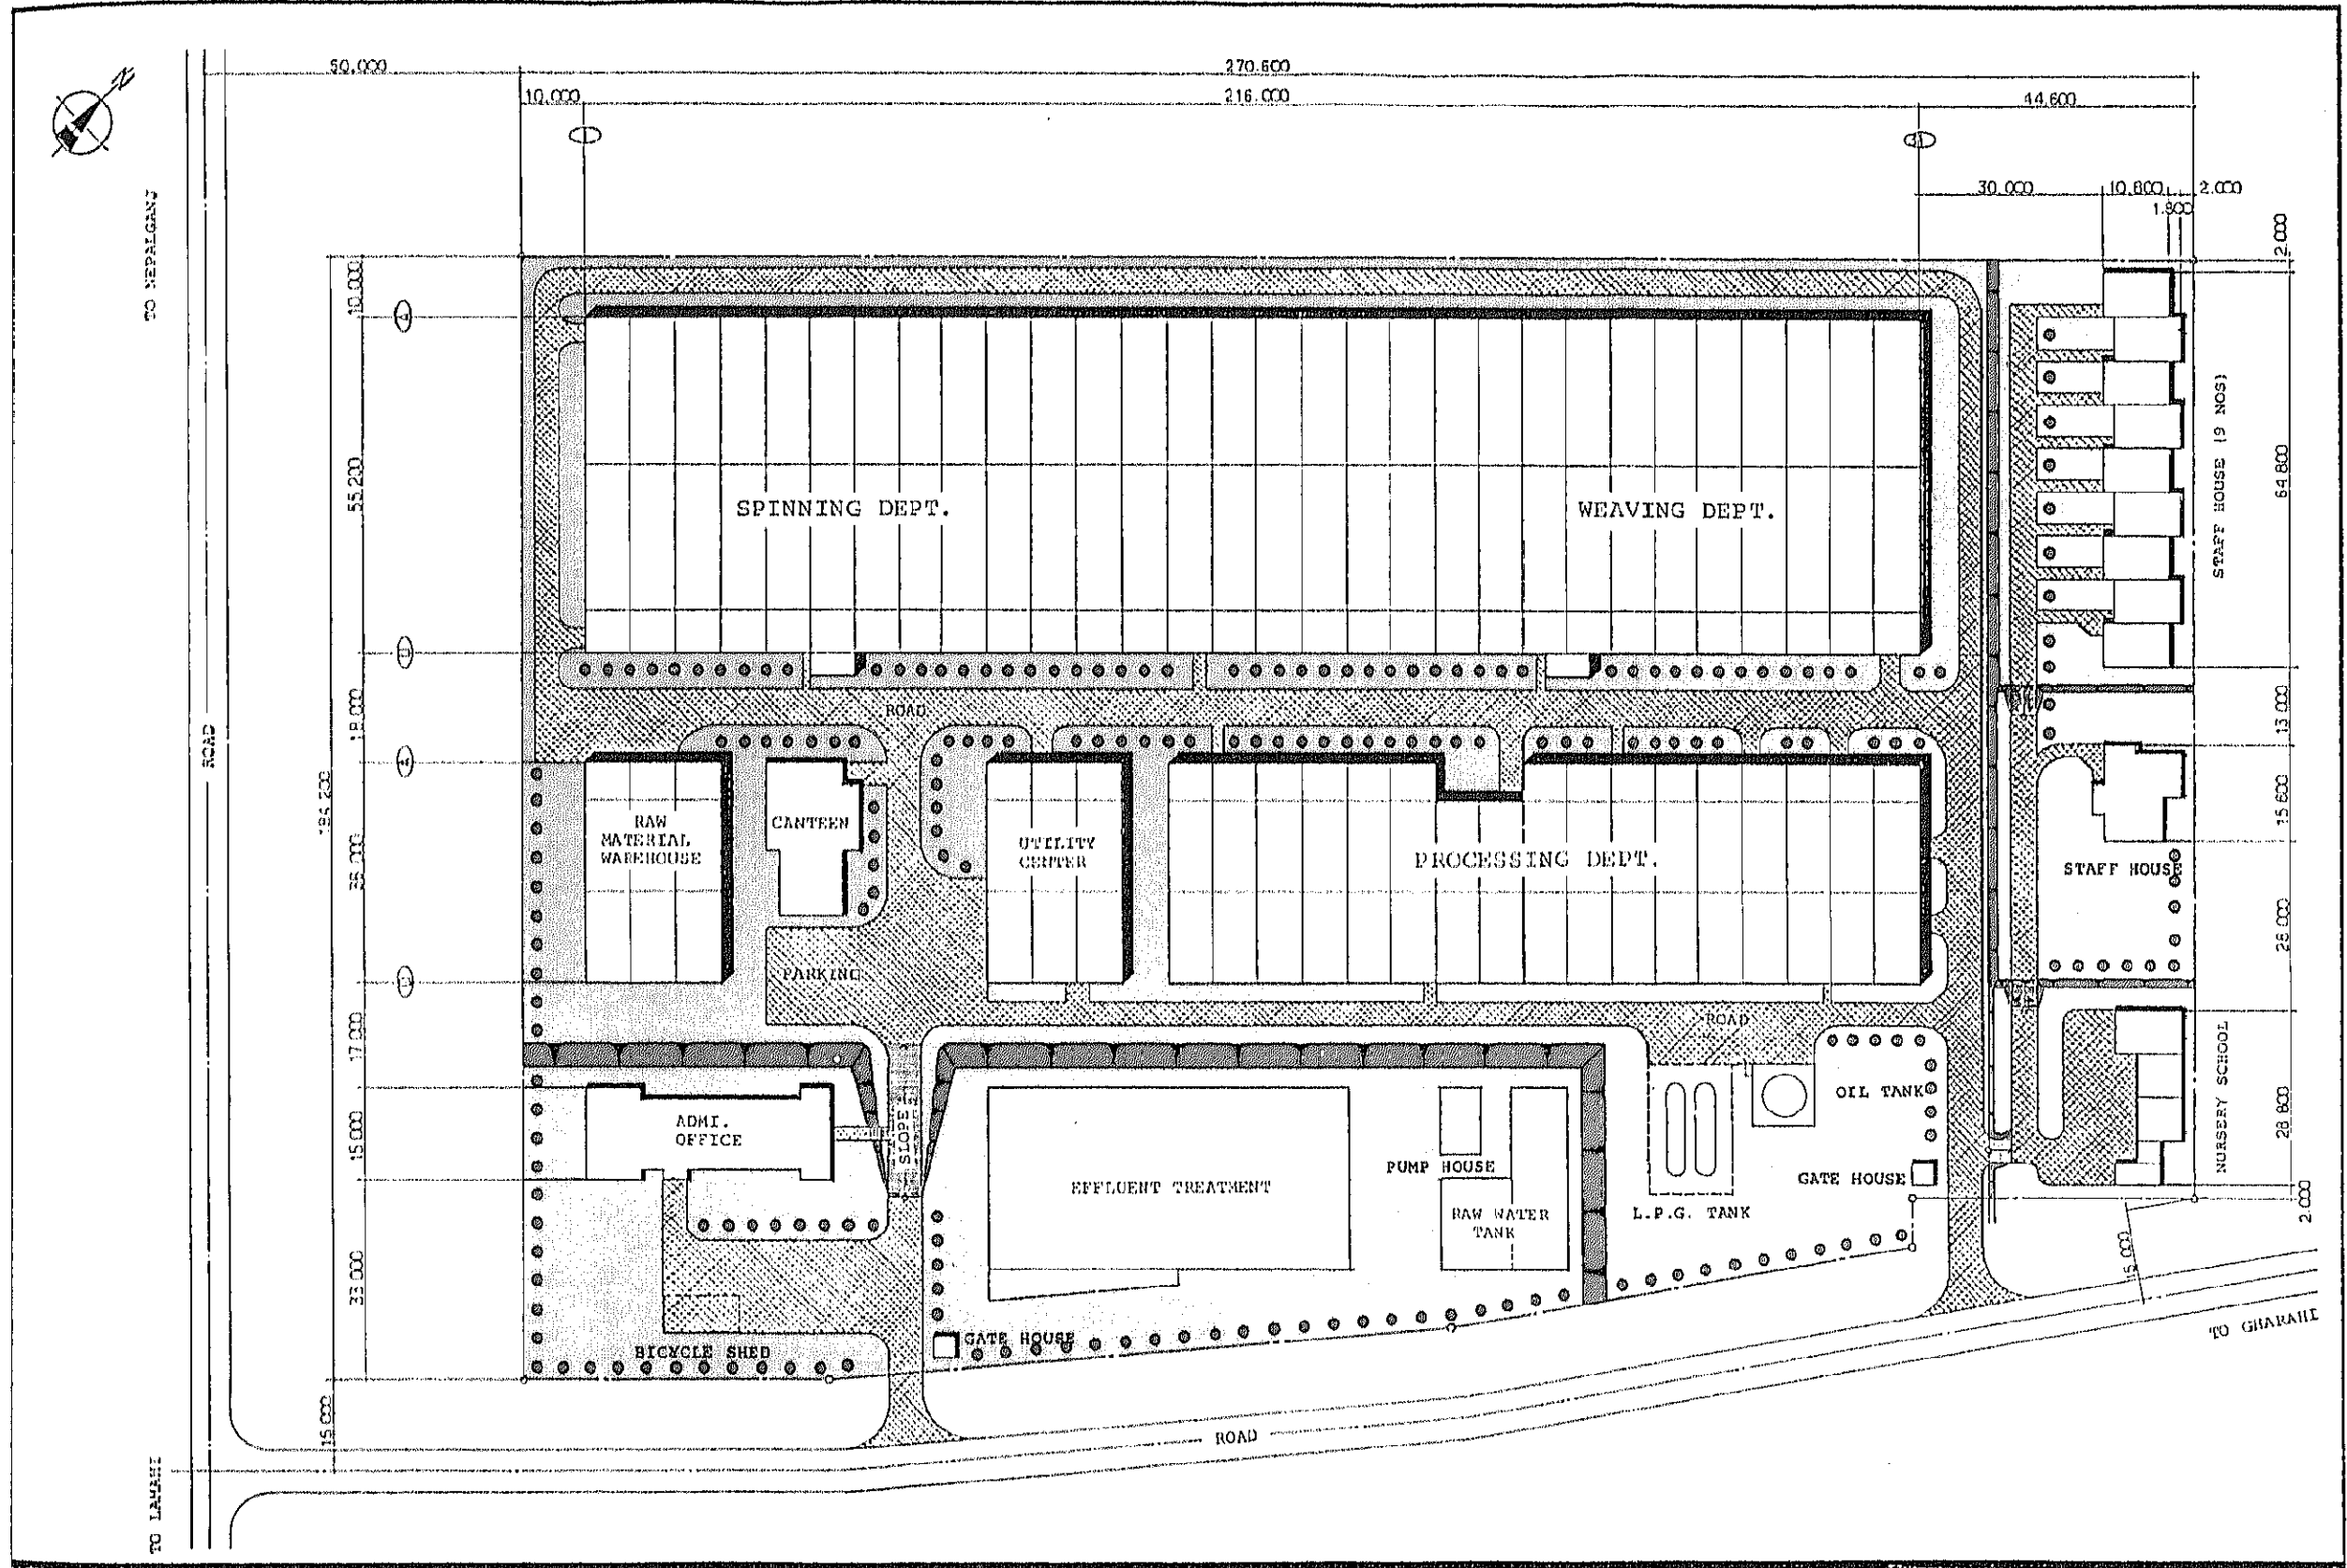 N
50,000
270.600
10,000
216.000
44,600
1
31
30,000
10,800
2,000
1.800
TO NEPALGANJ
2,000
10,000
A
55,200
SPINNING DEPT.
WEAVING DEPT.
STAFF HOUSE (9 NOS)
64,800
D
18,000
ROAD
13,000
ROAD
RAW
MATERIAL
WAREHOUSE
CANTEEN
UTILITY
CENTER
PROCESSING DEPT.
15,600
STAFF HOUSE
28,000
PARKING
ROAD
17,000
NURSERY SCHOOL
28,800
ADMI.
OFFICE
15,000
SLOPE
OIL TANK
PUMP HOUSE
GATE HOUSE
EFFLUENT TREATMENT
RAW WATER
TANK
L.P.G. TANK
2,000
15,000
33,000
GATE HOUSE
BICYCLE SHED
TO GHARAHI
15,000
ROAD
TO LAMAHI